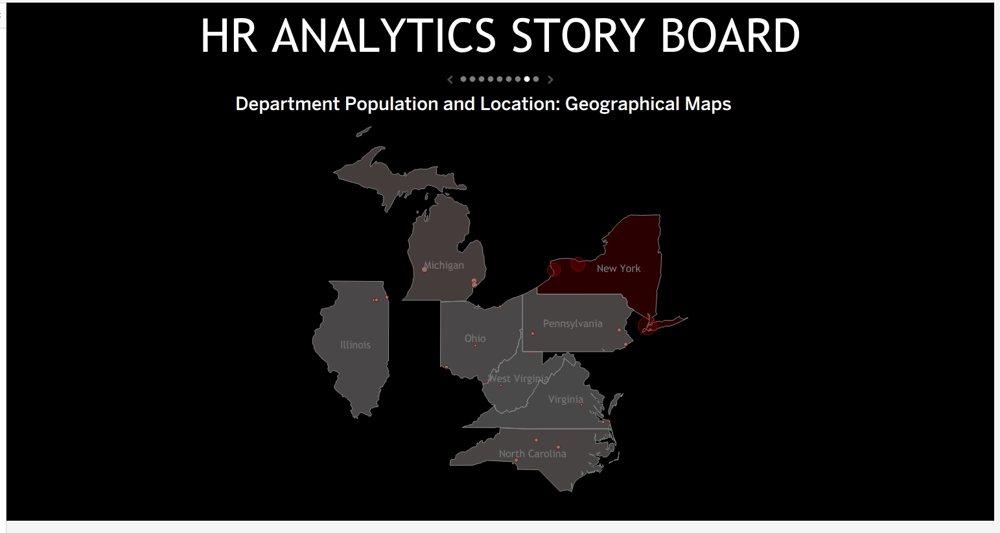 HR ANALYTICS STORY BOARD
Department Population and Location: Geographical Maps
Michigan
New York
Pennsylvania
Ohio
Illinois
West Virginia
Virginia
North Carolina